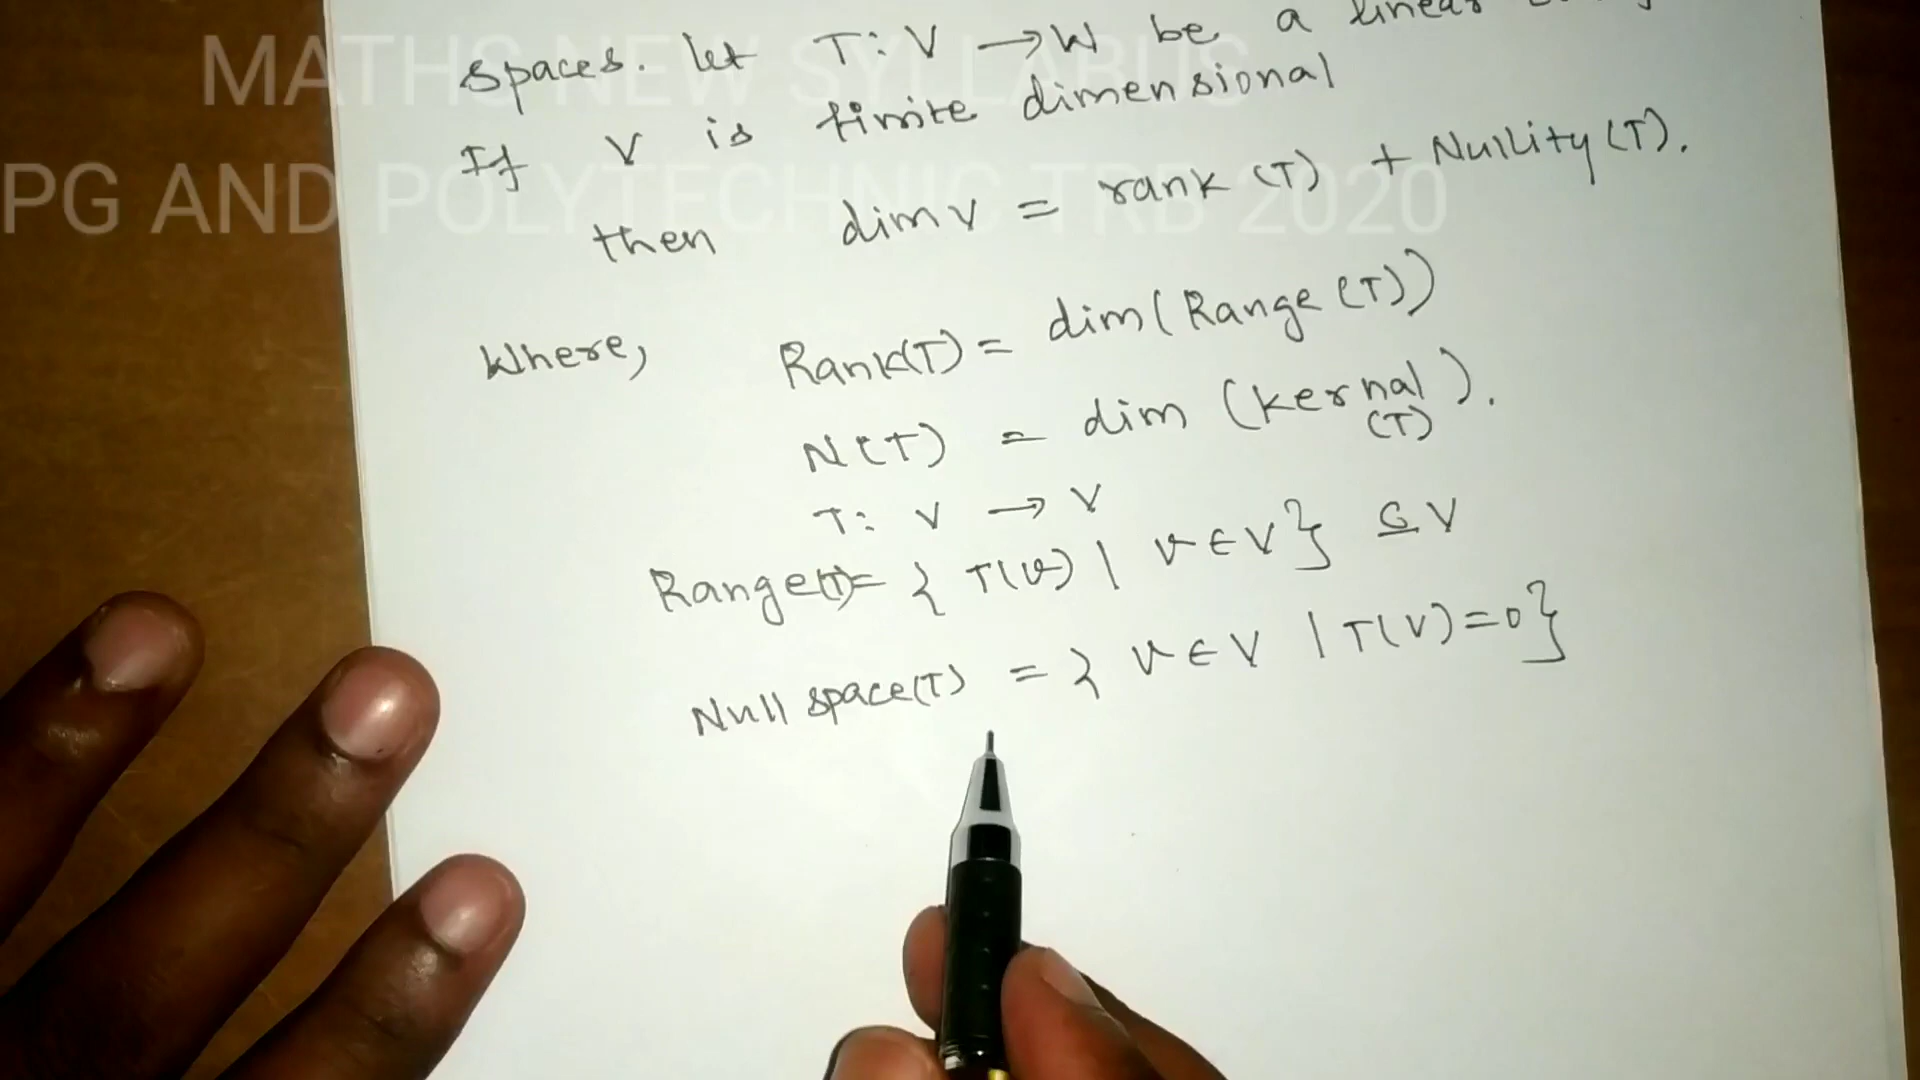 MATHS NEW SYLLABUS
PG AND POLYTECHNIC TRB 2020
spaces. let T: V → W be a linear
If V is finite dimensional
then dim V = rank (T) + Nullity (T).
Where, Rank(T) = dim (Range (T))
N(T) = dim (kernal (T)).
T: V → V
Range(T) = { T(v) | v ∈ V } ⊆ V
Null space(T) = { v ∈ V | T(V) = 0 }